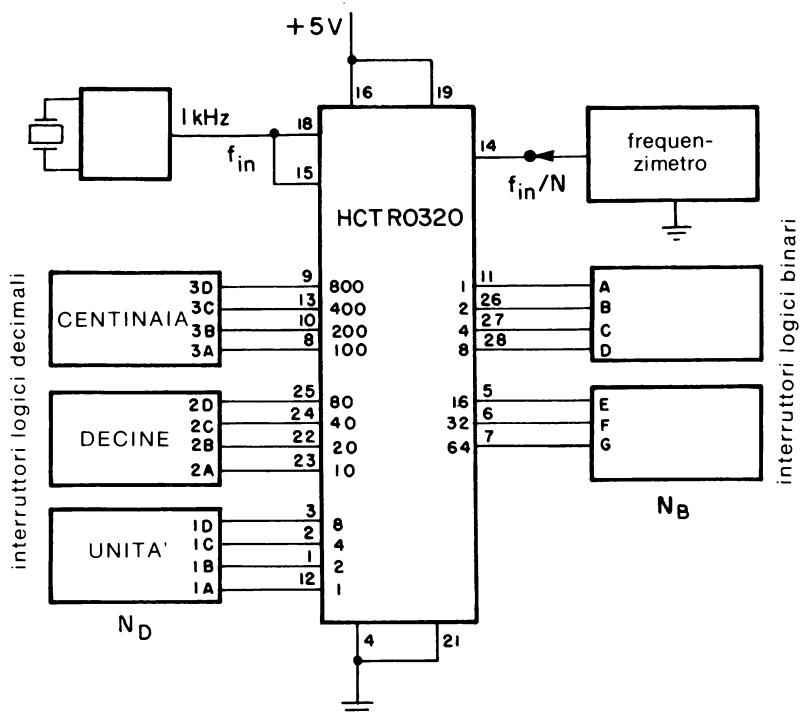 +5V
16 19
1 kHz
18
f_in
15
14
f_in/N
frequen-
zimetro
HCTR0320
interruttori logici decimali
CENTINAIA
3D 9 800
3C 13 400
3B 10 200
3A 8 100
DECINE
2D 25 80
2C 24 40
2B 22 20
2A 23 10
UNITA'
1D 3 8
1C 2 4
1B 1 2
1A 12 1
N_D
1 11 A
2 26 B
4 27 C
8 28 D
16 5 E
32 6 F
64 7 G
N_B
interruttori logici binari
4 21